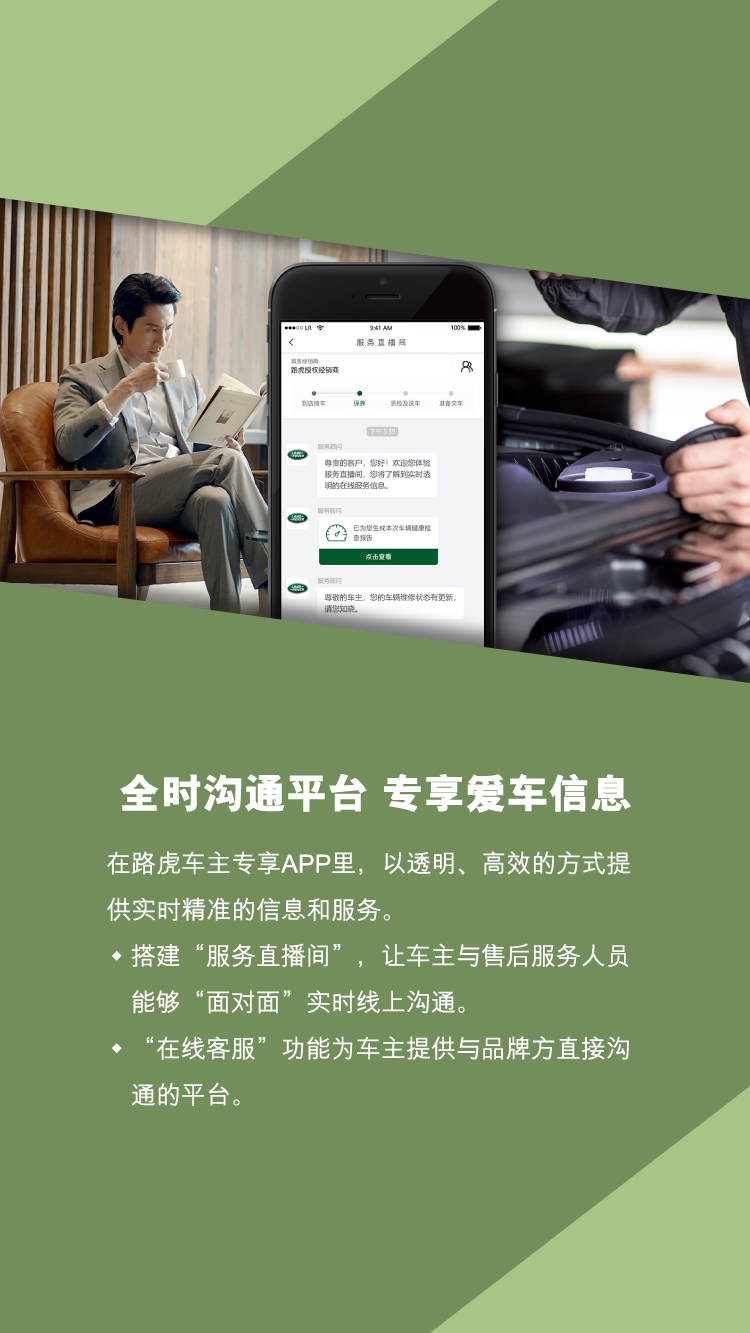 ●●●○○ LR 9:41 AM 100%
服务直播间
服务经销商
路虎授权经销商
到店接车 保养 质检及洗车 准备交车
下午 5:39
服务顾问
尊贵的客户，您好！欢迎您体验
服务直播间，您将了解到实时透
明的在线服务信息。
服务顾问
已为您生成本次车辆健康检
查报告
点击查看
服务顾问
尊敬的车主，您的车辆维修状态有更新，
请您知晓。
全时沟通平台 专享爱车信息
在路虎车主专享APP里，以透明、高效的方式提
供实时精准的信息和服务。
◆ 搭建“服务直播间”，让车主与售后服务人员
能够“面对面”实时线上沟通。
◆ “在线客服”功能为车主提供与品牌方直接沟
通的平台。